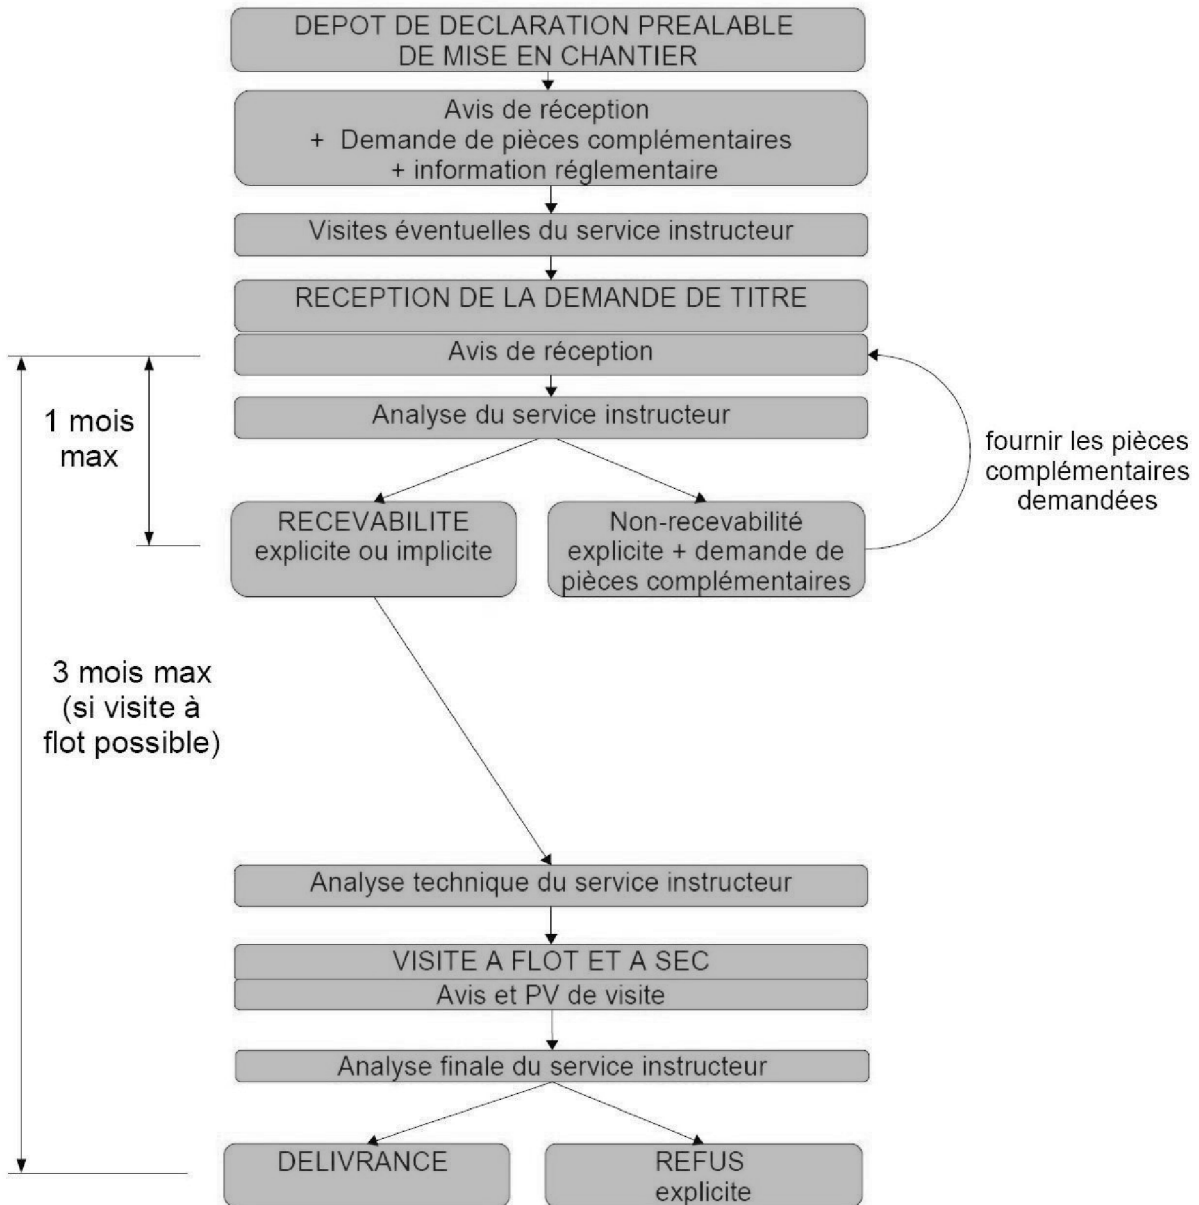 DEPOT DE DECLARATION PREALABLE
DE MISE EN CHANTIER
Avis de réception
+ Demande de pièces complémentaires
+ information réglementaire
Visites éventuelles du service instructeur
RECEPTION DE LA DEMANDE DE TITRE
Avis de réception
Analyse du service instructeur
1 mois
max
fournir les pièces
complémentaires
demandées
RECEVABILITE
explicite ou implicite
Non-recevabilité
explicite + demande de
pièces complémentaires
3 mois max
(si visite à
flot possible)
Analyse technique du service instructeur
VISITE A FLOT ET A SEC
Avis et PV de visite
Analyse finale du service instructeur
DELIVRANCE
REFUS
explicite